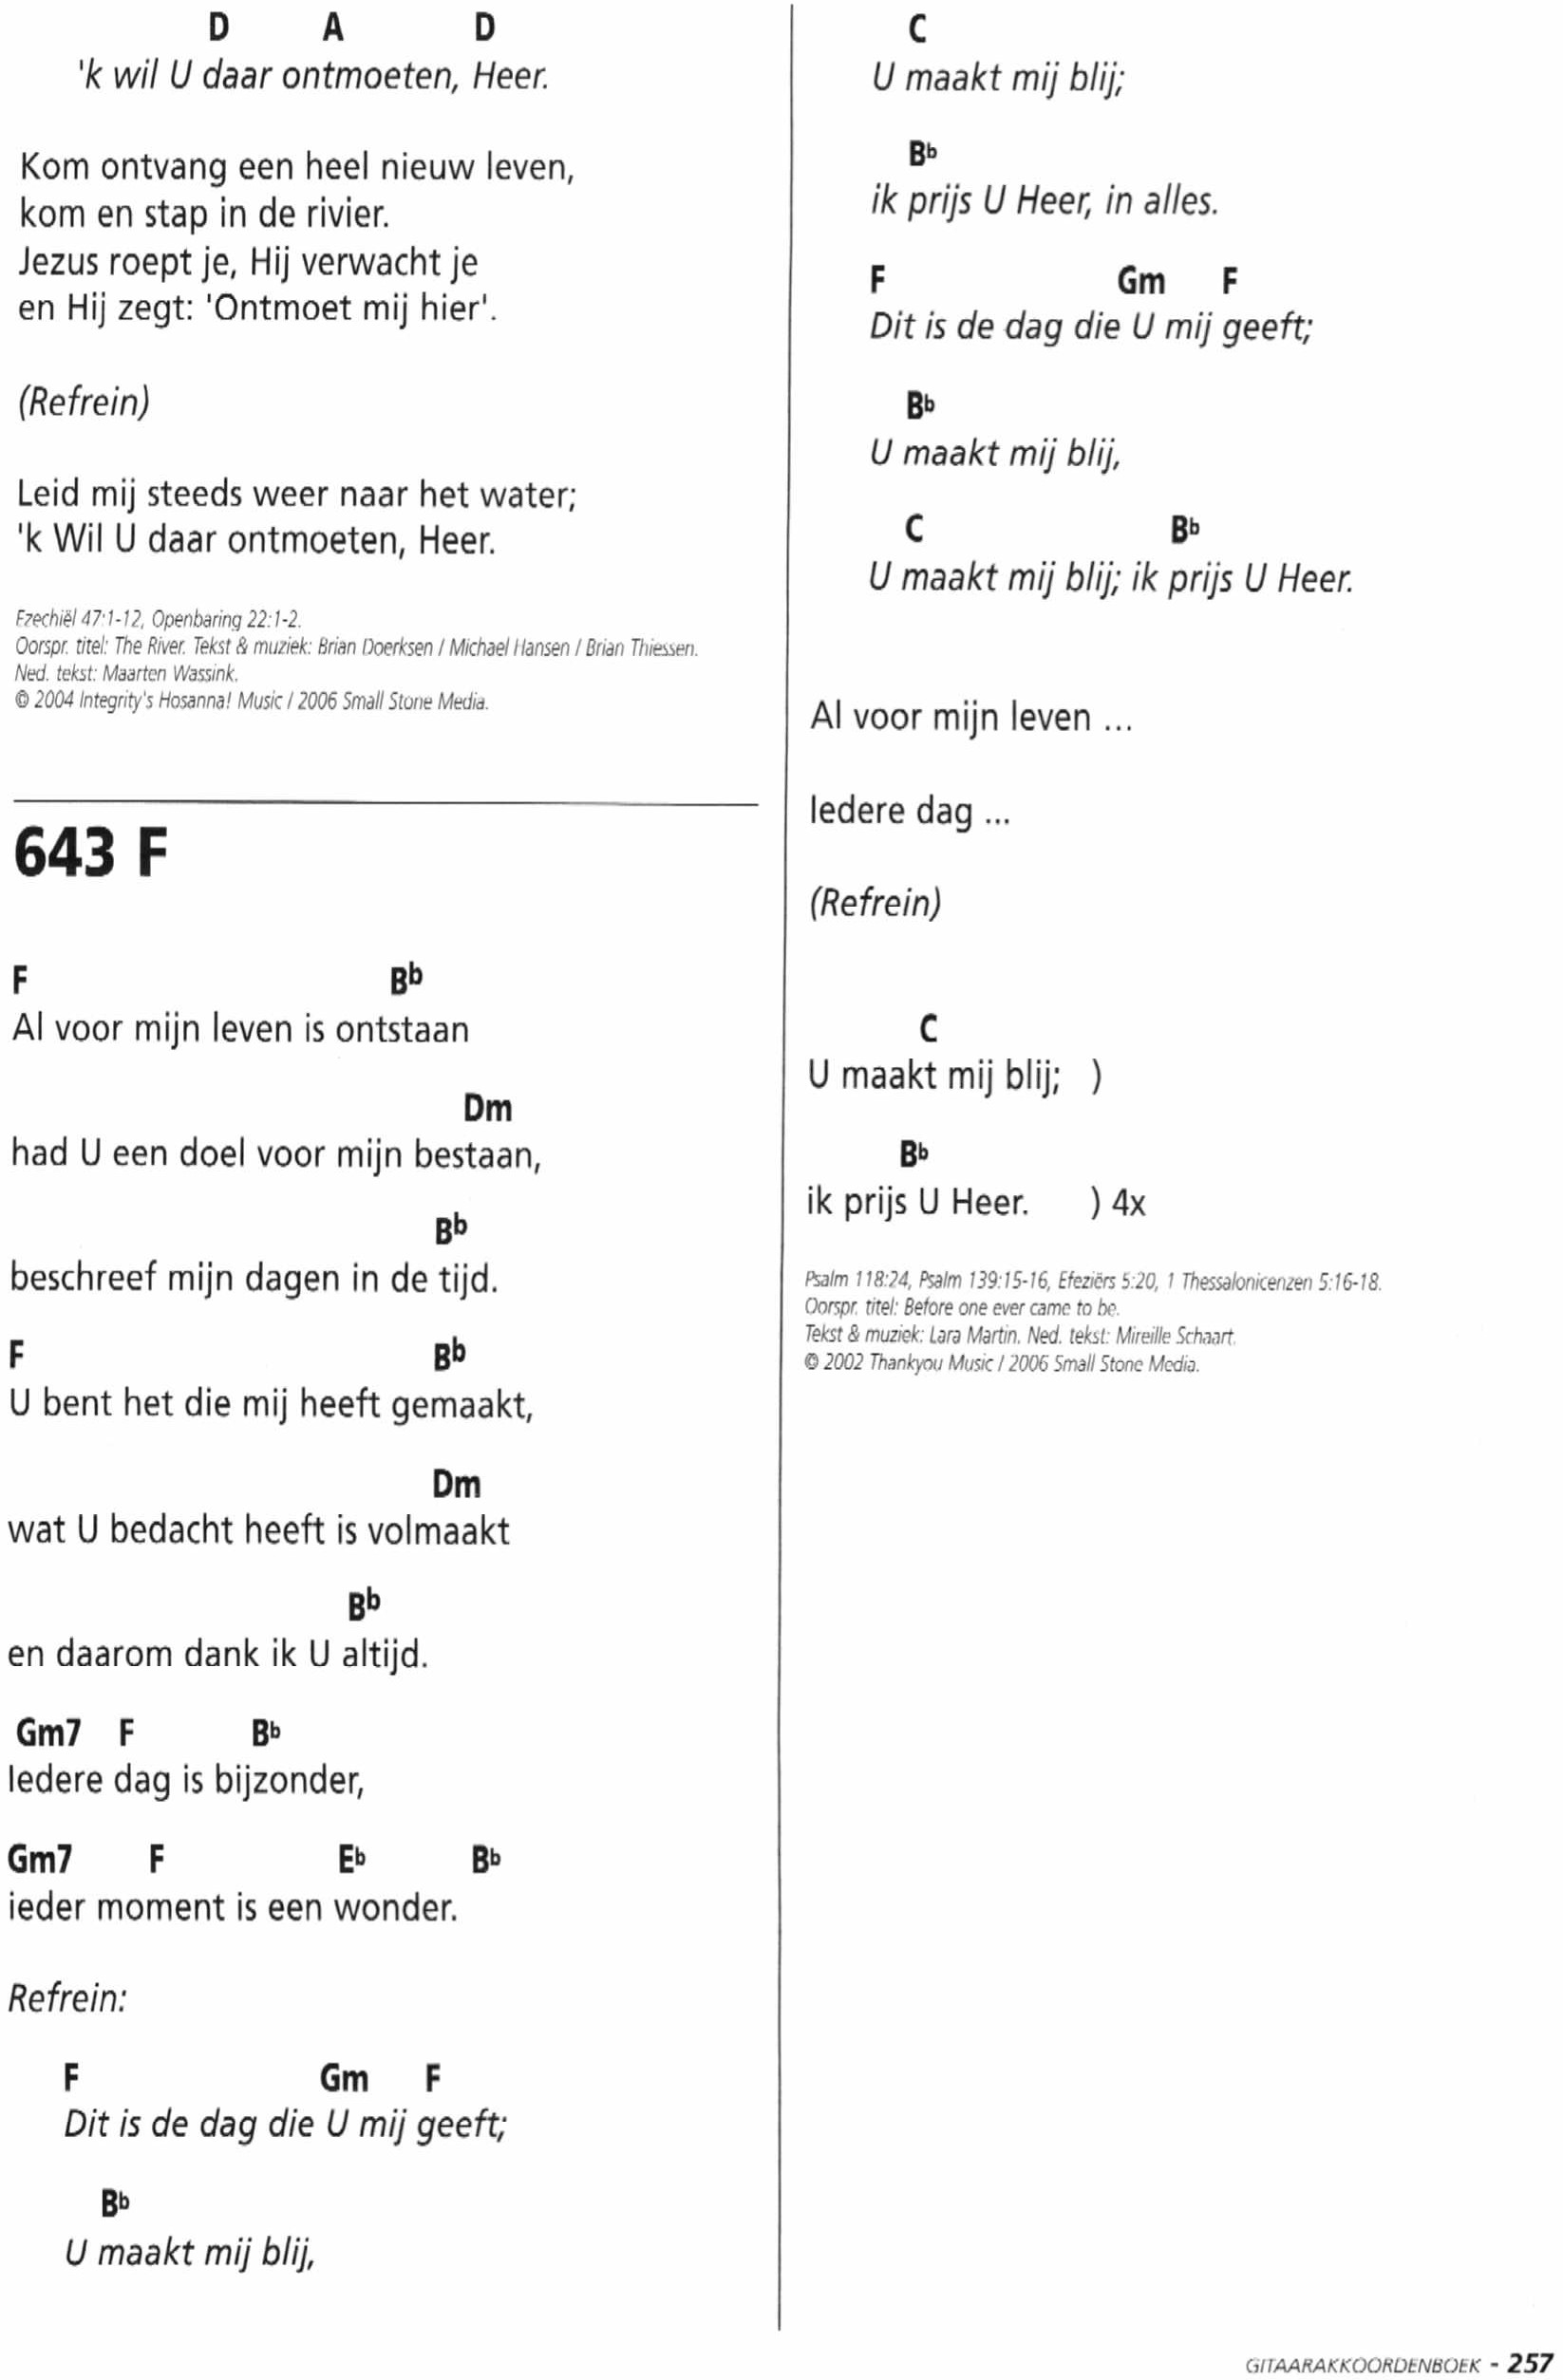 D A D
'k wil U daar ontmoeten, Heer.
Kom ontvang een heel nieuw leven,
kom en stap in de rivier.
Jezus roept je, Hij verwacht je
en Hij zegt: 'Ontmoet mij hier'.
(Refrein)
Leid mij steeds weer naar het water;
'k Wil U daar ontmoeten, Heer.
Ezechiël 47:1-12, Openbaring 22:1-2.
Oorspr. titel: The River. Tekst & muziek: Brian Doerksen / Michael Hansen / Brian Thiessen.
Ned. tekst: Maarten Wassink.
© 2004 Integrity's Hosanna! Music / 2006 Small Stone Media.
643 F
F Bb
Al voor mijn leven is ontstaan
Dm
had U een doel voor mijn bestaan,
Bb
beschreef mijn dagen in de tijd.
F Bb
U bent het die mij heeft gemaakt,
Dm
wat U bedacht heeft is volmaakt
Bb
en daarom dank ik U altijd.
Gm7 F Bb
Iedere dag is bijzonder,
Gm7 F Eb Bb
ieder moment is een wonder.
Refrein:
F Gm F
Dit is de dag die U mij geeft;
Bb
U maakt mij blij,
C
U maakt mij blij;
Bb
ik prijs U Heer, in alles.
F Gm F
Dit is de dag die U mij geeft;
Bb
U maakt mij blij,
C Bb
U maakt mij blij; ik prijs U Heer.
Al voor mijn leven ...
Iedere dag ...
(Refrein)
C
U maakt mij blij; )
Bb
ik prijs U Heer. ) 4x
Psalm 118:24, Psalm 139:15-16, Efeziërs 5:20, 1 Thessalonicenzen 5:16-18.
Oorspr. titel: Before one ever came to be.
Tekst & muziek: Lara Martin. Ned. tekst: Mireille Schaart.
© 2002 Thankyou Music / 2006 Small Stone Media.
GITAARAKKOORDENBOEK - 257